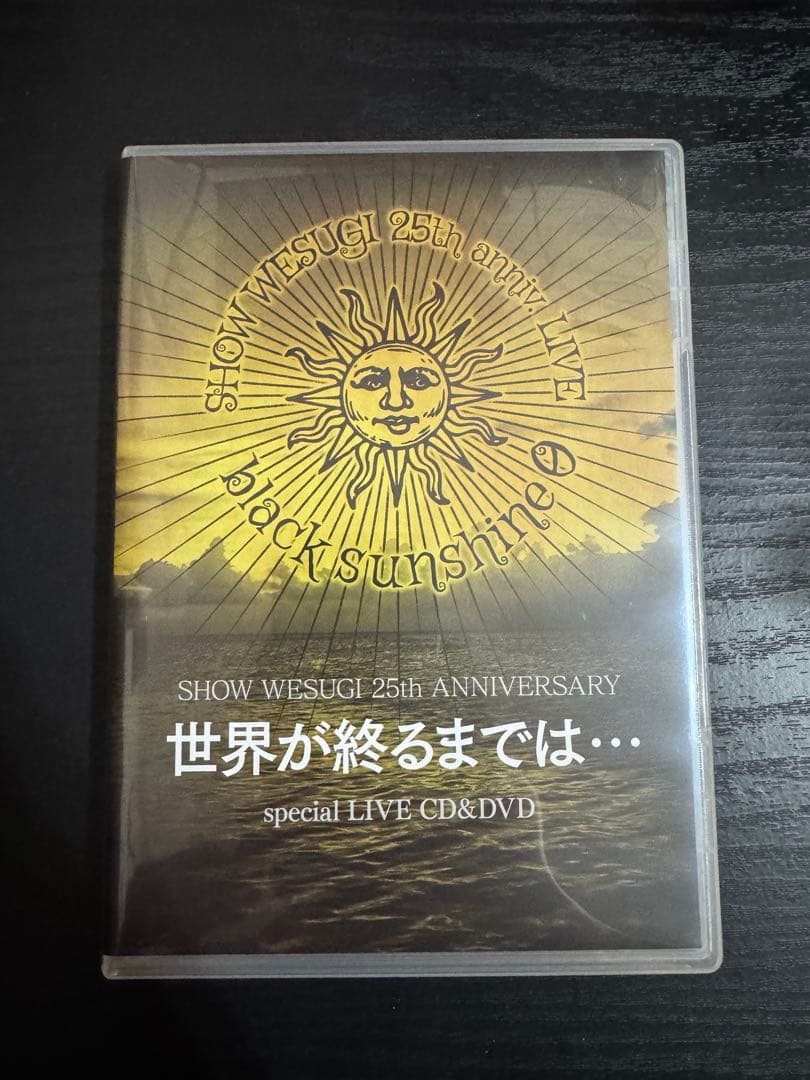 SHOW WESUGI 25th anniv. LIVE
black sunshine
SHOW WESUGI 25th ANNIVERSARY
世界が終るまでは…
special LIVE CD&DVD